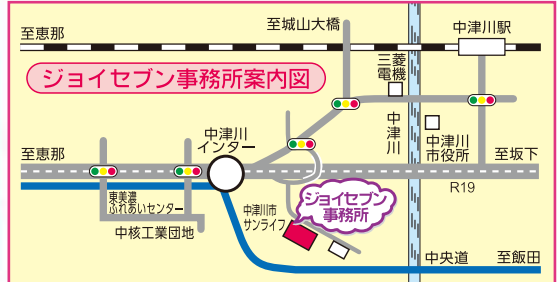 至恵那
至城山大橋
中津川駅
ジョイセブン事務所案内図
三菱
電機
中津川
中津川
インター
中津川
市役所
至恵那
至坂下
R19
東美濃
ふれあいセンター
中核工業団地
中津川市
サンライフ
ジョイセブン
事務所
中央道
至飯田